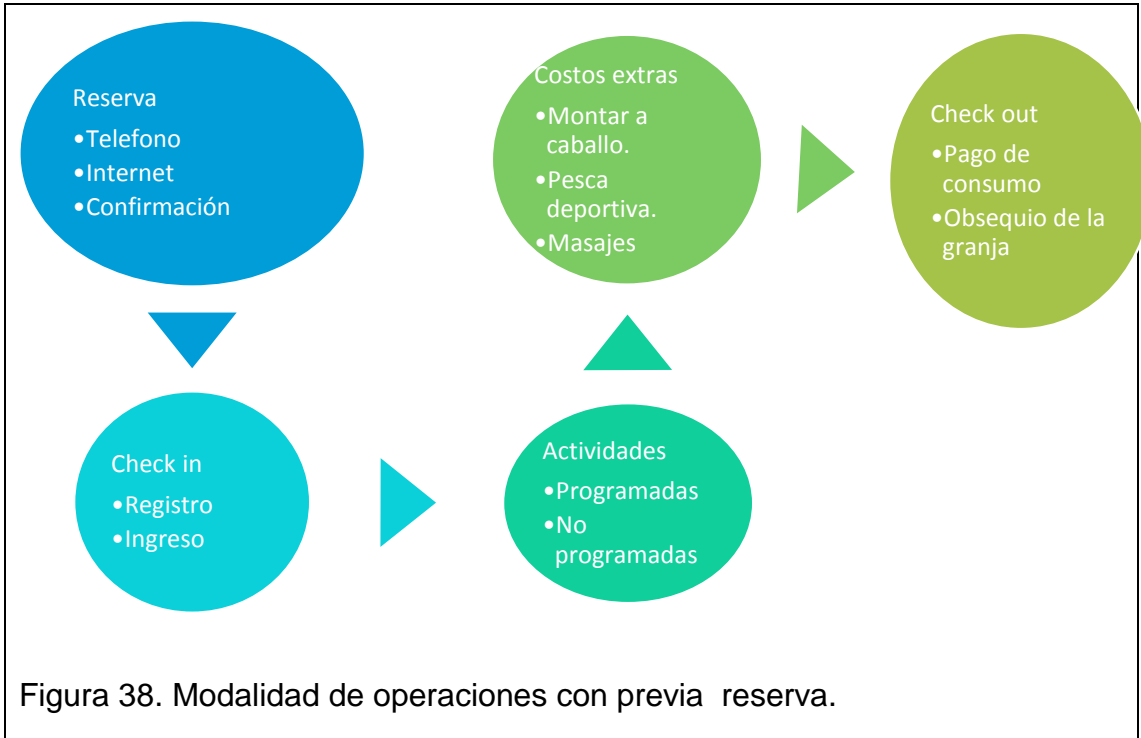 Reserva
•Telefono
•Internet
•Confirmación
Check in
•Registro
•Ingreso
Actividades
•Programadas
•No
programadas
Costos extras
•Montar a
caballo.
•Pesca
deportiva.
•Masajes
Check out
•Pago de
consumo
•Obsequio de la
granja
Figura 38. Modalidad de operaciones con previa  reserva.